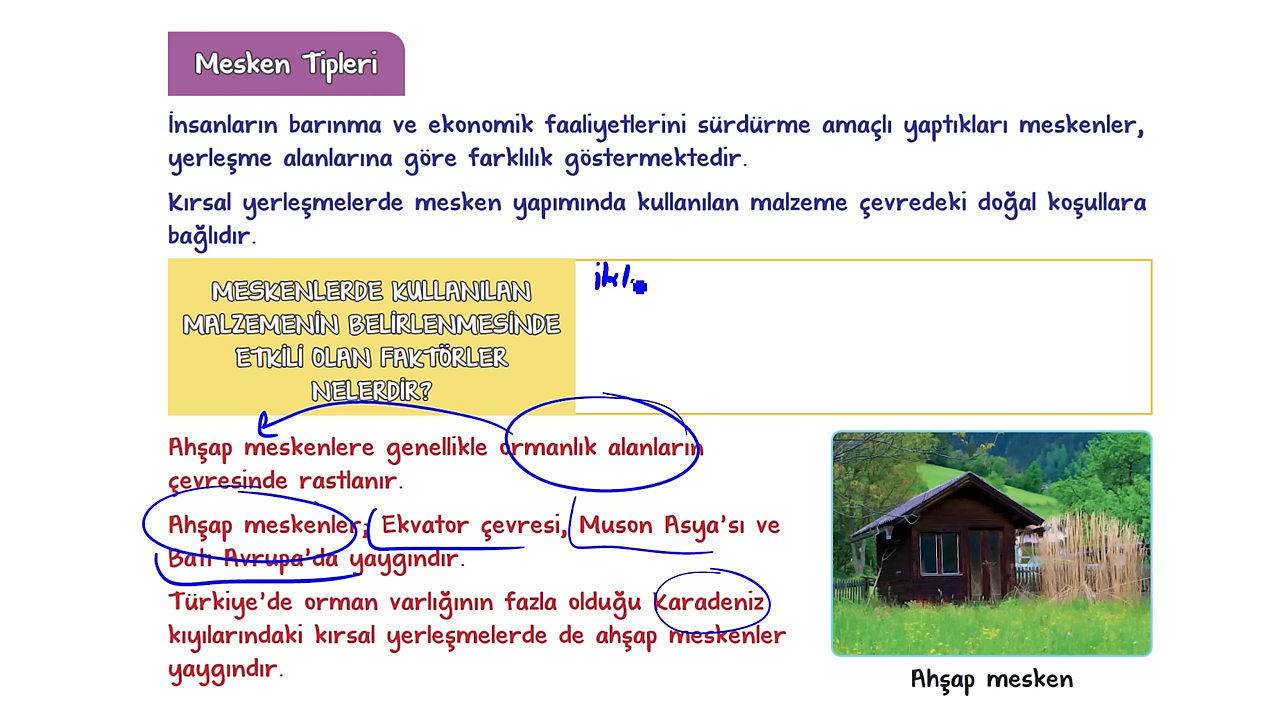 Mesken Tipleri
İnsanların barınma ve ekonomik faaliyetlerini sürdürme amaçlı yaptıkları meskenler,
yerleşme alanlarına göre farklılık göstermektedir.
Kırsal yerleşmelerde mesken yapımında kullanılan malzeme çevredeki doğal koşullara
bağlıdır.
MESKENLERDE KULLANILAN
MALZEMENİN BELİRLENMESİNDE
ETKİLİ OLAN FAKTÖRLER
NELERDİR?
Ahşap meskenlere genellikle ormanlık alanların
çevresinde rastlanır.
Ahşap meskenler, Ekvator çevresi, Muson Asya'sı ve
Batı Avrupa'da yaygındır.
Türkiye'de orman varlığının fazla olduğu Karadeniz
kıyılarındaki kırsal yerleşmelerde de ahşap meskenler
yaygındır.
Ahşap mesken